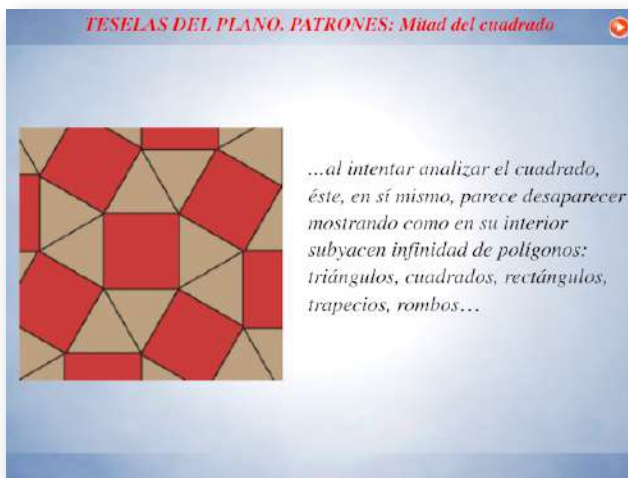 TESELAS DEL PLANO. PATRONES: Mitad del cuadrado
...al intentar analizar el cuadrado,
éste, en sí mismo, parece desaparecer
mostrando como en su interior
subyacen infinidad de polígonos:
triángulos, cuadrados, rectángulos,
trapecios, rombos...